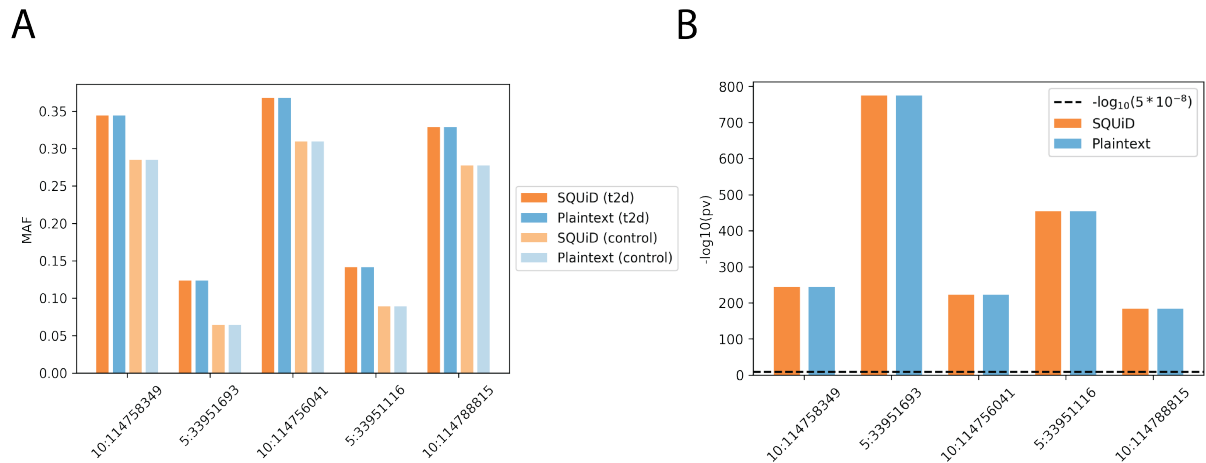 A
MAF
0.35
0.30
0.25
0.20
0.15
0.10
0.05
0.00
10:114758349
5:33951693
10:114756041
5:33951116
10:114788815
SQUiD (t2d)
Plaintext (t2d)
SQUiD (control)
Plaintext (control)
B
-log10(pv)
800
700
600
500
400
300
200
100
0
10:114758349
5:33951693
10:114756041
5:33951116
10:114788815
-log₁₀(5 * 10⁻⁸)
SQUiD
Plaintext